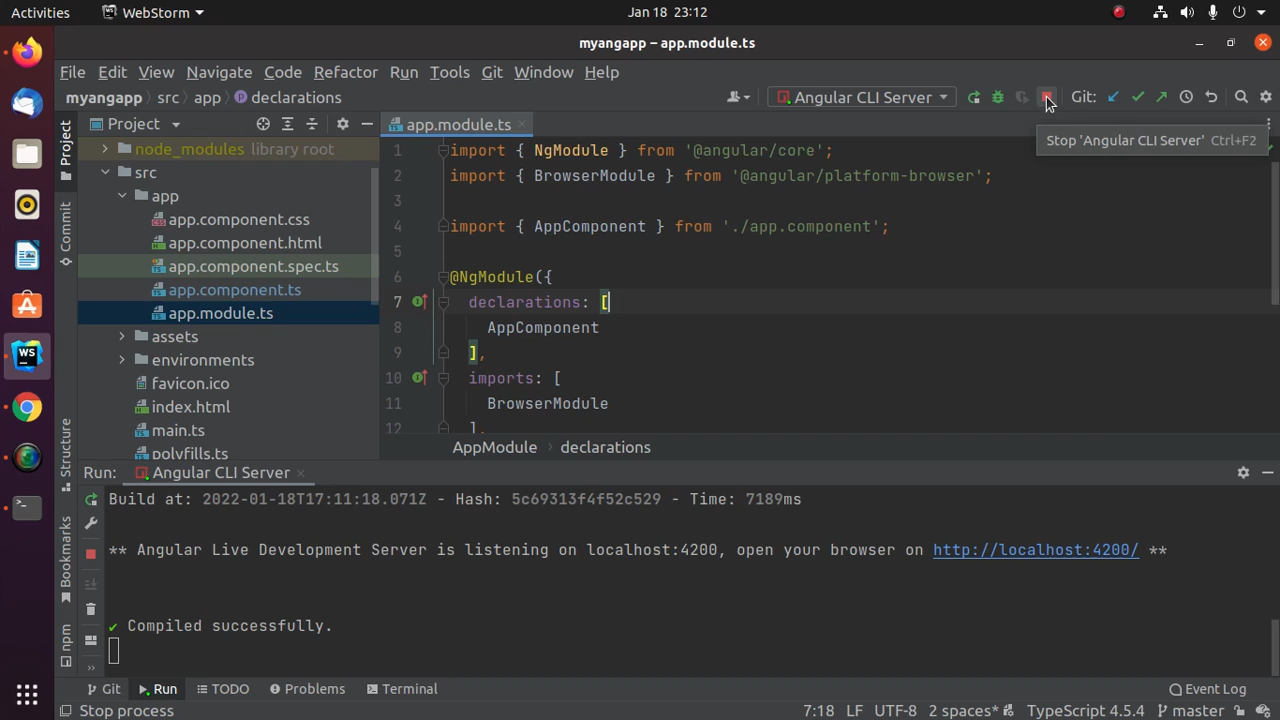 Activities
WebStorm
Jan 18 23:12
myangapp – app.module.ts
File Edit View Navigate Code Refactor Run Tools Git Window Help
myangapp src app declarations
Angular CLI Server
Git:
Project
Stop 'Angular CLI Server' Ctrl+F2
app.module.ts
node_modules library root
src
app
app.component.css
app.component.html
app.component.spec.ts
app.component.ts
app.module.ts
assets
environments
favicon.ico
index.html
main.ts
polyfills.ts
1 import { NgModule } from '@angular/core';
2 import { BrowserModule } from '@angular/platform-browser';
3
4 import { AppComponent } from './app.component';
5
6 @NgModule({
7 declarations: [
8 AppComponent
9 ],
10 imports: [
11 BrowserModule
12 ],
AppModule declarations
Project
Commit
Structure
Bookmarks
npm
Run: Angular CLI Server
Build at: 2022-01-18T17:11:18.071Z - Hash: 5c69313f4f52c529 - Time: 7189ms
** Angular Live Development Server is listening on localhost:4200, open your browser on http://localhost:4200/ **
✔ Compiled successfully.
Git Run TODO Problems Terminal Event Log
Stop process
7:18 LF UTF-8 2 spaces* TypeScript 4.5.4 master